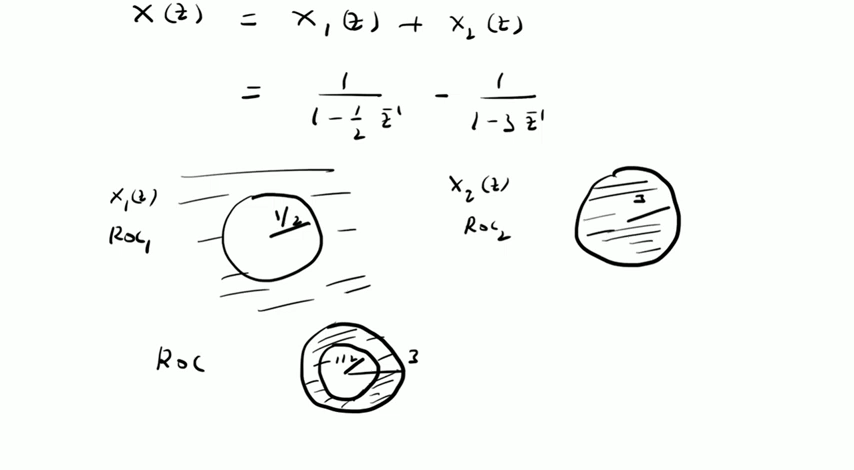 X(z) = X₁(z) + X₂(z)
= 1/(1 - 1/2 z⁻¹) - 1/(1 - 3 z⁻¹)
X₁(z) X₂(z)
1/2 3
ROC₁ ROC₂
ROC 1/2 3